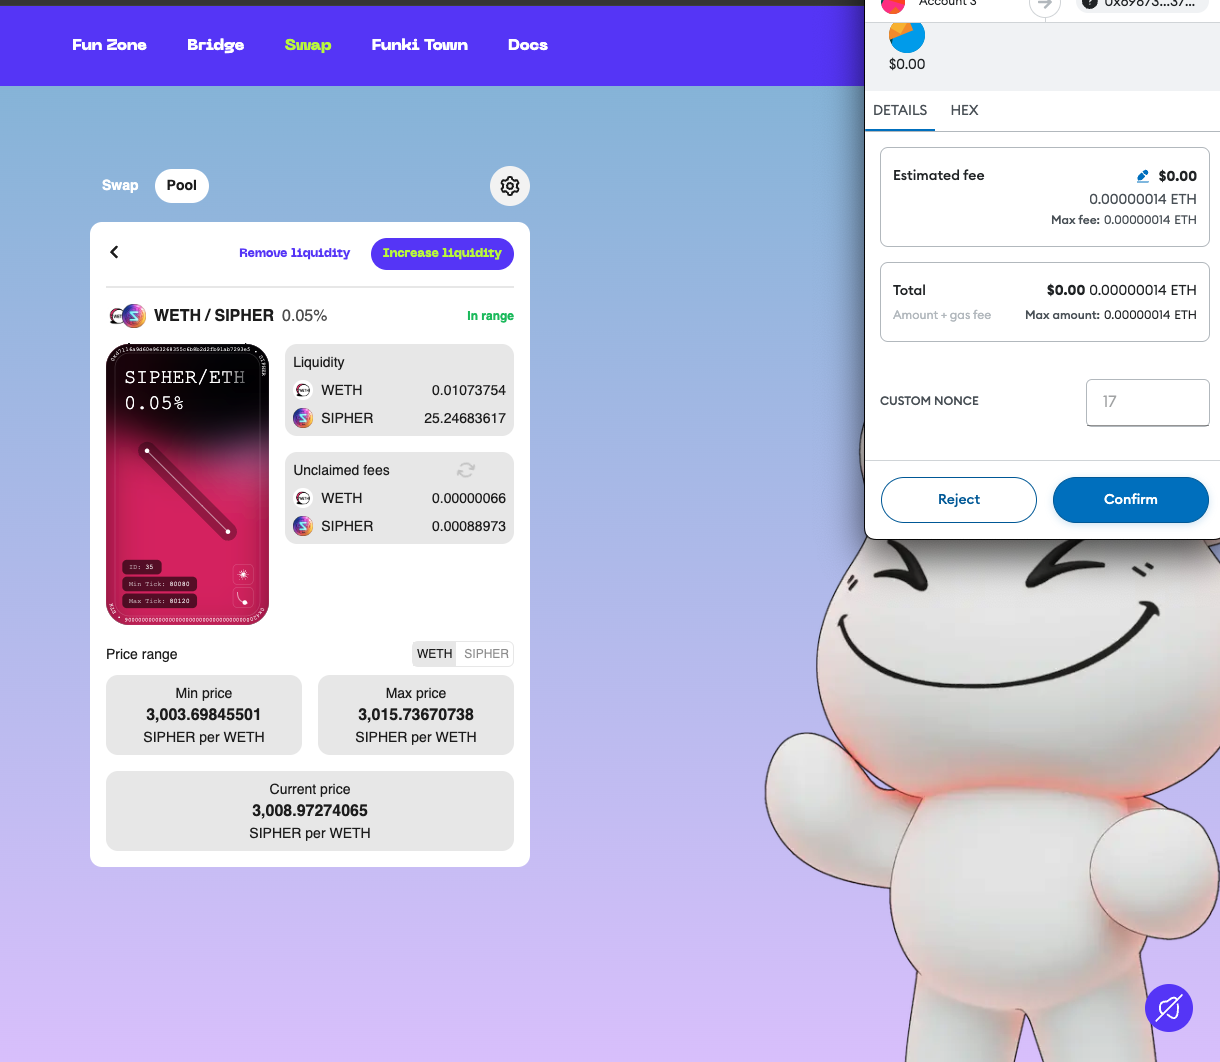 Fun Zone
Bridge
Swap
Funki Town
Docs
Swap
Pool
Remove liquidity
Increase liquidity
WETH / SIPHER 0.05%
In range
SIPHER/ETH
0.05%
ID: 35
Min Tick: 80080
Max Tick: 80120
Liquidity
WETH 0.01073754
SIPHER 25.24683617
Unclaimed fees
WETH 0.00000066
SIPHER 0.00088973
Price range
WETH SIPHER
Min price
3,003.69845501
SIPHER per WETH
Max price
3,015.73670738
SIPHER per WETH
Current price
3,008.97274065
SIPHER per WETH
Account 3
$0.00
DETAILS HEX
Estimated fee $0.00
0.00000014 ETH
Max fee: 0.00000014 ETH
Total $0.00 0.00000014 ETH
Amount + gas fee Max amount: 0.00000014 ETH
CUSTOM NONCE 17
Reject
Confirm